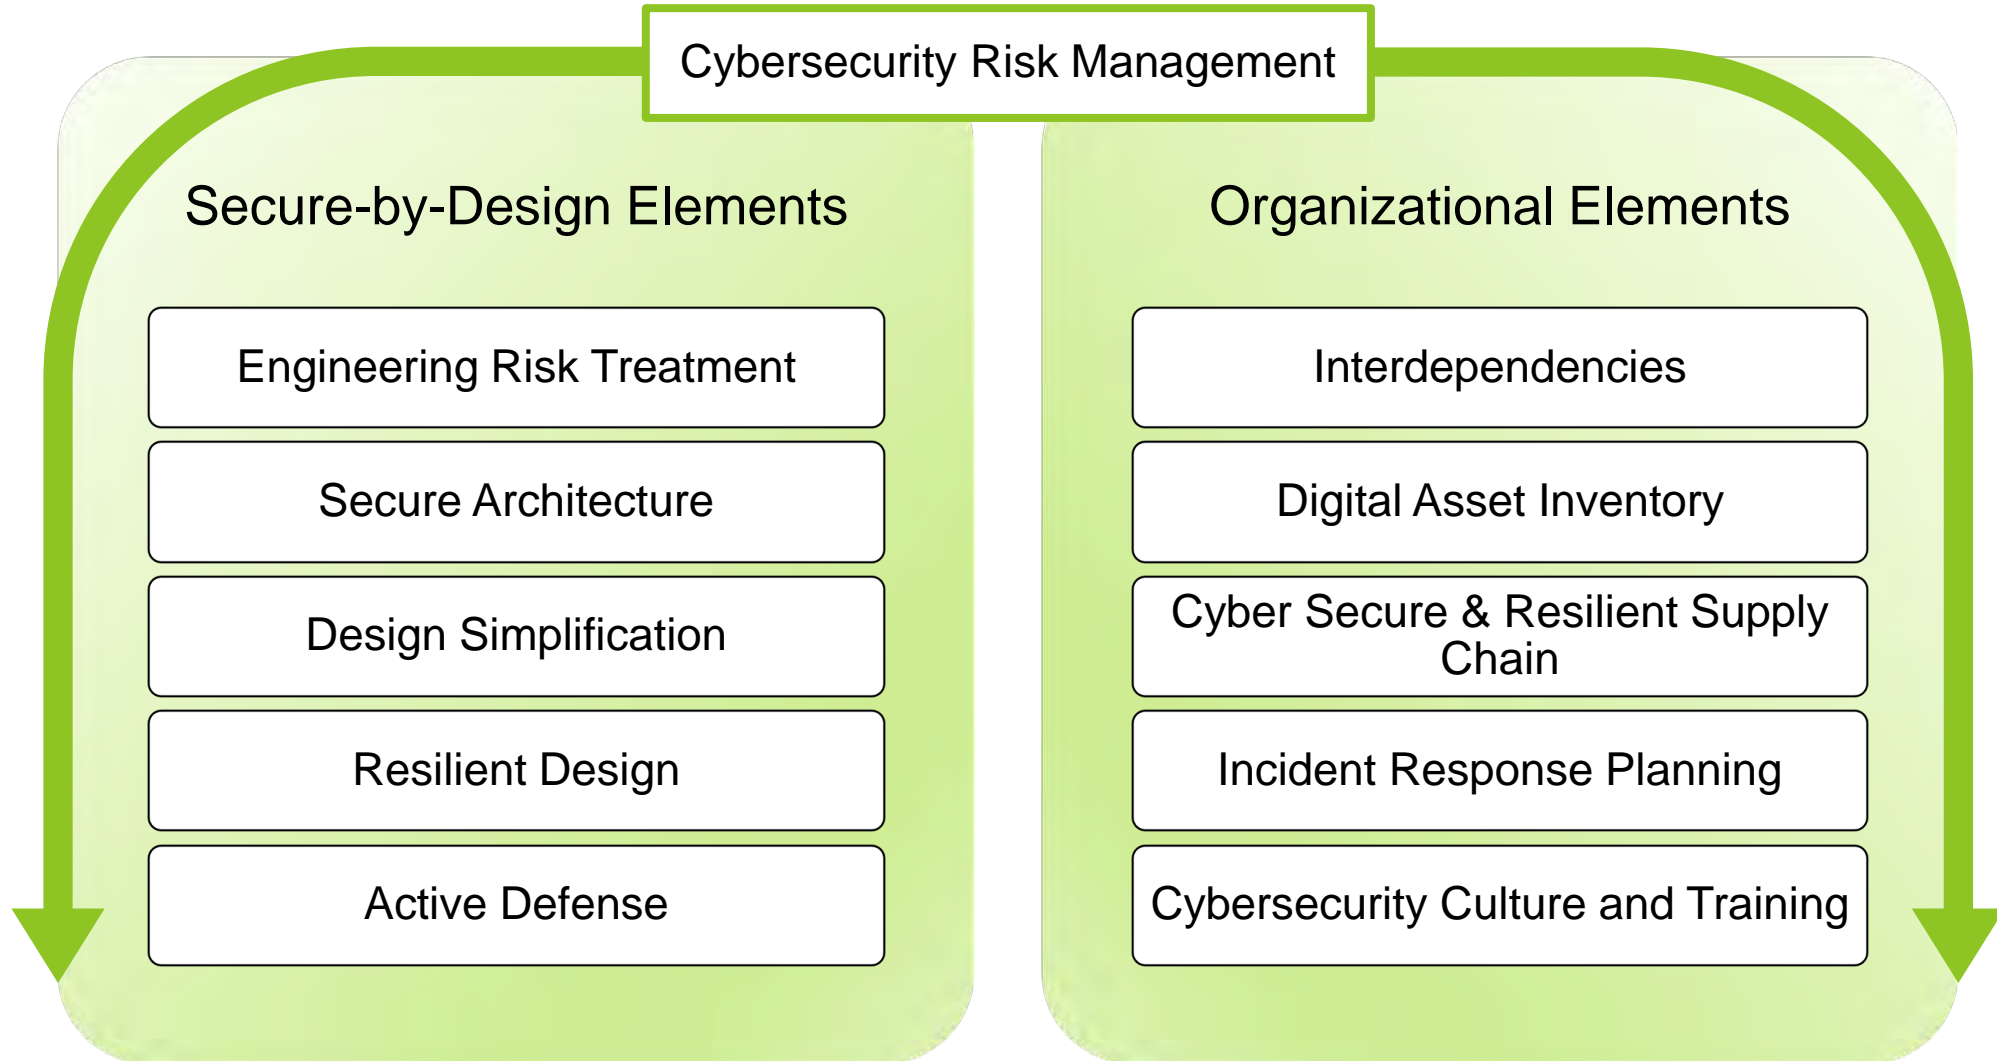 Cybersecurity Risk Management
Secure-by-Design Elements
Engineering Risk Treatment
Secure Architecture
Design Simplification
Resilient Design
Active Defense
Organizational Elements
Interdependencies
Digital Asset Inventory
Cyber Secure & Resilient Supply
Chain
Incident Response Planning
Cybersecurity Culture and Training